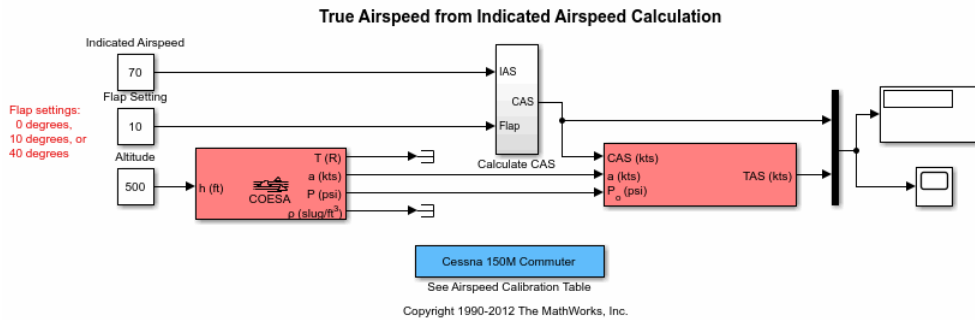 True Airspeed from Indicated Airspeed Calculation
Indicated Airspeed
70
IAS
CAS
Flap
Calculate CAS
Flap Setting
10
Flap settings:
0 degrees,
10 degrees, or
40 degrees
Altitude
500
h (ft)
COESA
T (R)
a (kts)
P (psi)
ρ (slug/ft³)
CAS (kts)
a (kts)
P₀ (psi)
TAS (kts)
Cessna 150M Commuter
See Airspeed Calibration Table
Copyright 1990-2012 The MathWorks, Inc.